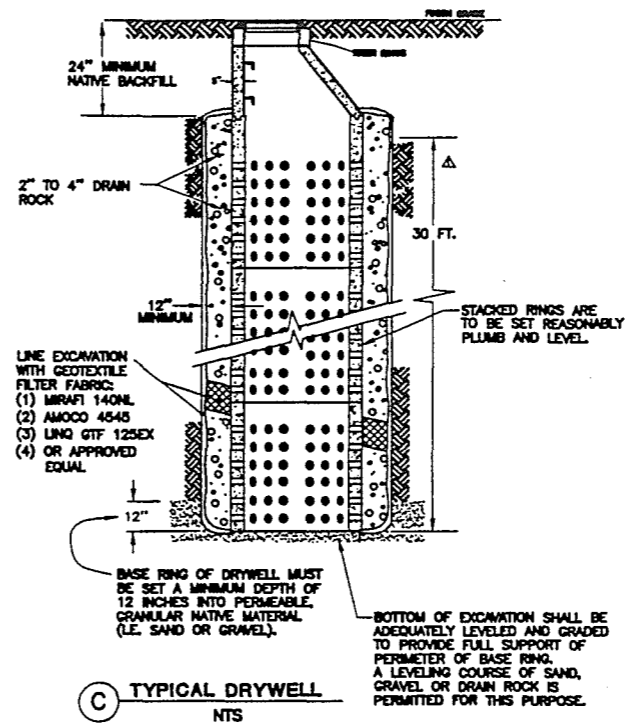 FINISH GRADE
24" MINIMUM
NATIVE BACKFILL
5"
2" TO 4" DRAIN
ROCK
30 FT.
12"
MINIMUM
STACKED RINGS ARE
TO BE SET REASONABLY
PLUMB AND LEVEL.
LINE EXCAVATION
WITH GEOTEXTILE
FILTER FABRIC:
(1) MIRAFI 140NL
(2) AMOCO 4545
(3) LINQ GTF 125EX
(4) OR APPROVED
EQUAL
12"
BASE RING OF DRYWELL MUST
BE SET A MINIMUM DEPTH OF
12 INCHES INTO PERMEABLE,
GRANULAR NATIVE MATERIAL
(I.E. SAND OR GRAVEL).
BOTTOM OF EXCAVATION SHALL BE
ADEQUATELY LEVELED AND GRADED
TO PROVIDE FULL SUPPORT OF
PERIMETER OF BASE RING.
A LEVELING COURSE OF SAND,
GRAVEL OR DRAIN ROCK IS
PERMITTED FOR THIS PURPOSE.
C TYPICAL DRYWELL
NTS